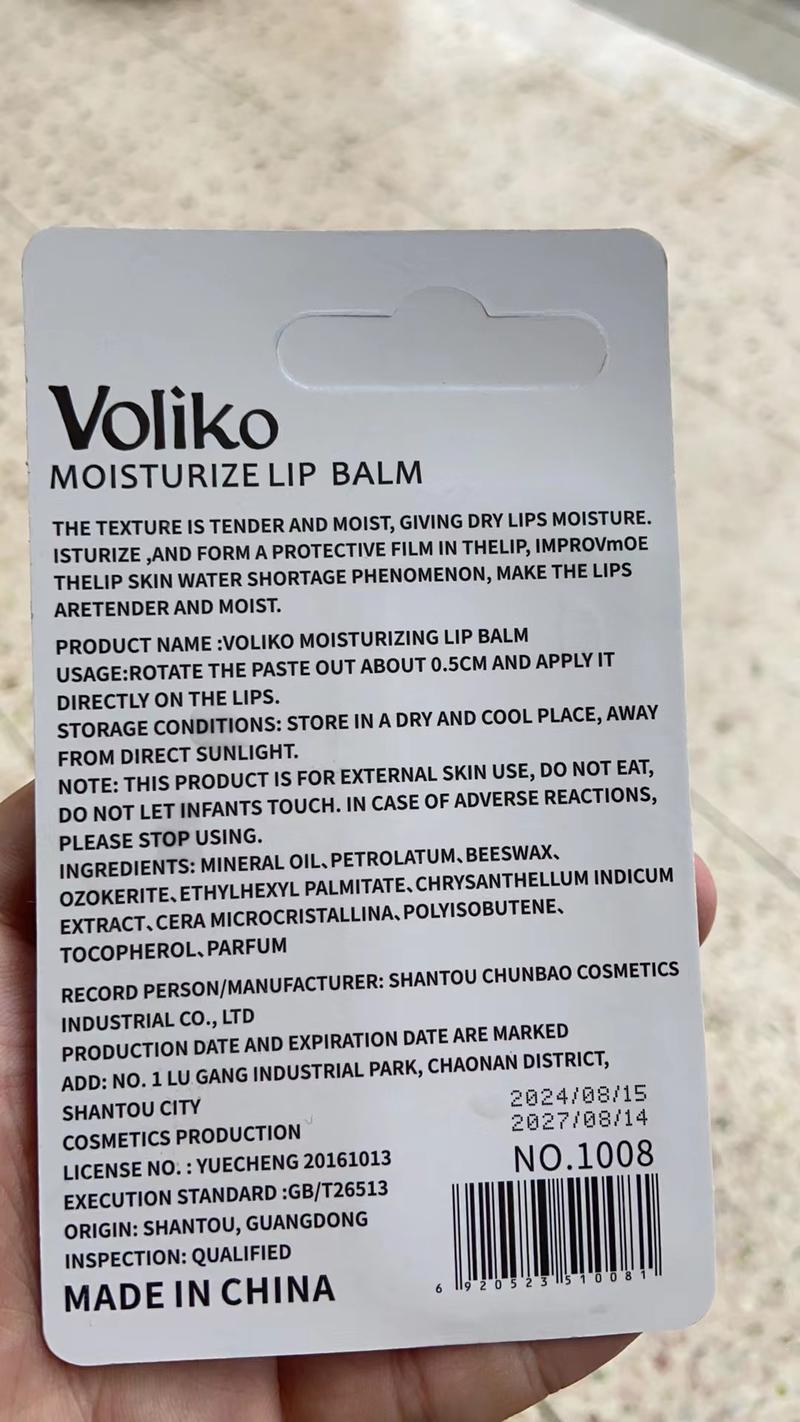 Voliko
MOISTURIZE LIP BALM
THE TEXTURE IS TENDER AND MOIST, GIVING DRY LIPS MOISTURE.
ISTURIZE ,AND FORM A PROTECTIVE FILM IN THELIP, IMPROVmOE
THELIP SKIN WATER SHORTAGE PHENOMENON, MAKE THE LIPS
ARETENDER AND MOIST.
PRODUCT NAME :VOLIKO MOISTURIZING LIP BALM
USAGE:ROTATE THE PASTE OUT ABOUT 0.5CM AND APPLY IT
DIRECTLY ON THE LIPS.
STORAGE CONDITIONS: STORE IN A DRY AND COOL PLACE, AWAY
FROM DIRECT SUNLIGHT.
NOTE: THIS PRODUCT IS FOR EXTERNAL SKIN USE, DO NOT EAT,
DO NOT LET INFANTS TOUCH. IN CASE OF ADVERSE REACTIONS,
PLEASE STOP USING.
INGREDIENTS: MINERAL OIL、PETROLATUM、BEESWAX、
OZOKERITE、ETHYLHEXYL PALMITATE、CHRYSANTHELLUM INDICUM
EXTRACT、CERA MICROCRISTALLINA、POLYISOBUTENE、
TOCOPHEROL、PARFUM
RECORD PERSON/MANUFACTURER: SHANTOU CHUNBAO COSMETICS
INDUSTRIAL CO., LTD
PRODUCTION DATE AND EXPIRATION DATE ARE MARKED
ADD: NO. 1 LU GANG INDUSTRIAL PARK, CHAONAN DISTRICT,
SHANTOU CITY
COSMETICS PRODUCTION
LICENSE NO. : YUECHENG 20161013
EXECUTION STANDARD :GB/T26513
ORIGIN: SHANTOU, GUANGDONG
INSPECTION: QUALIFIED
MADE IN CHINA
2024/08/15
2027/08/14
NO.1008
6 920523 510081